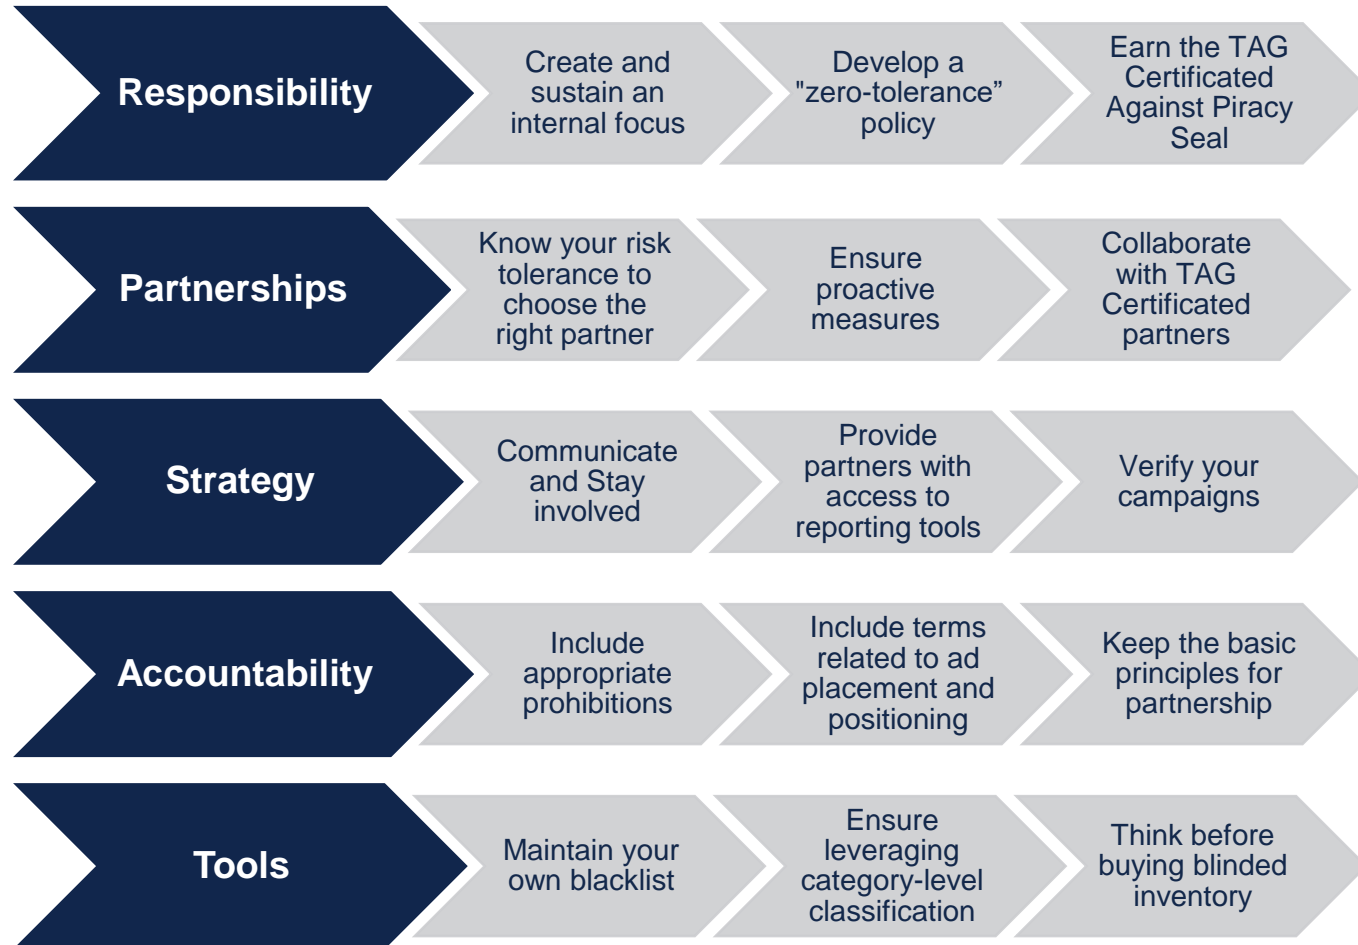 Responsibility
Create and
sustain an
internal focus
Develop a
"zero-tolerance”
policy
Earn the TAG
Certificated
Against Piracy
Seal
Partnerships
Know your risk
tolerance to
choose the
right partner
Ensure
proactive
measures
Collaborate
with TAG
Certificated
partners
Strategy
Communicate
and Stay
involved
Provide
partners with
access to
reporting tools
Verify your
campaigns
Accountability
Include
appropriate
prohibitions
Include terms
related to ad
placement and
positioning
Keep the basic
principles for
partnership
Tools
Maintain your
own blacklist
Ensure
leveraging
category-level
classification
Think before
buying blinded
inventory